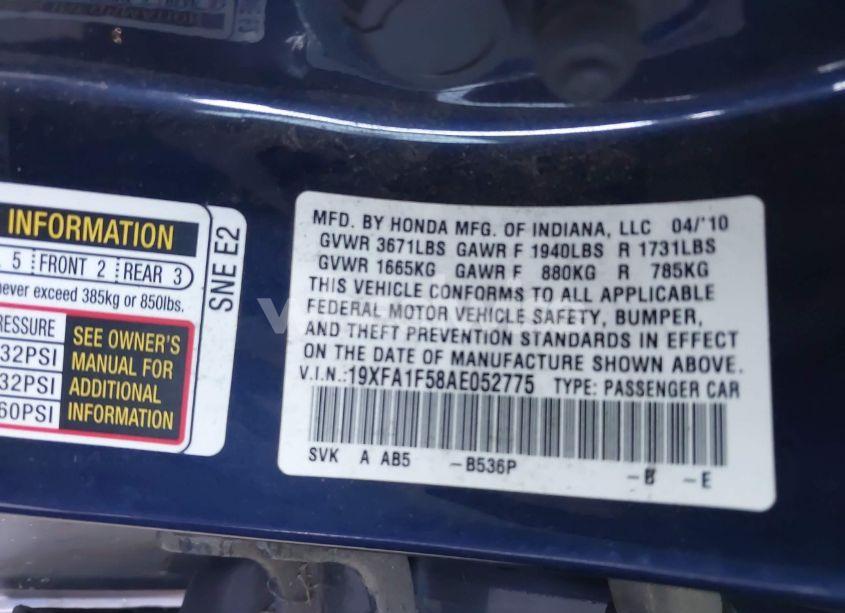 INFORMATION
5 FRONT 2 REAR 3
never exceed 385kg or 850lbs.
RESSURE
32PSI
32PSI
60PSI
SEE OWNER'S
MANUAL FOR
ADDITIONAL
INFORMATION
SNE E2
MFD. BY HONDA MFG. OF INDIANA, LLC 04/'10
GVWR 3671LBS GAWR F 1940LBS R 1731LBS
GVWR 1665KG GAWR F 880KG R 785KG
THIS VEHICLE CONFORMS TO ALL APPLICABLE
FEDERAL MOTOR VEHICLE SAFETY, BUMPER,
AND THEFT PREVENTION STANDARDS IN EFFECT
ON THE DATE OF MANUFACTURE SHOWN ABOVE.
V.I.N.:19XFA1F58AE052775 TYPE: PASSENGER CAR
SVK A AB5 -B536P -B -E